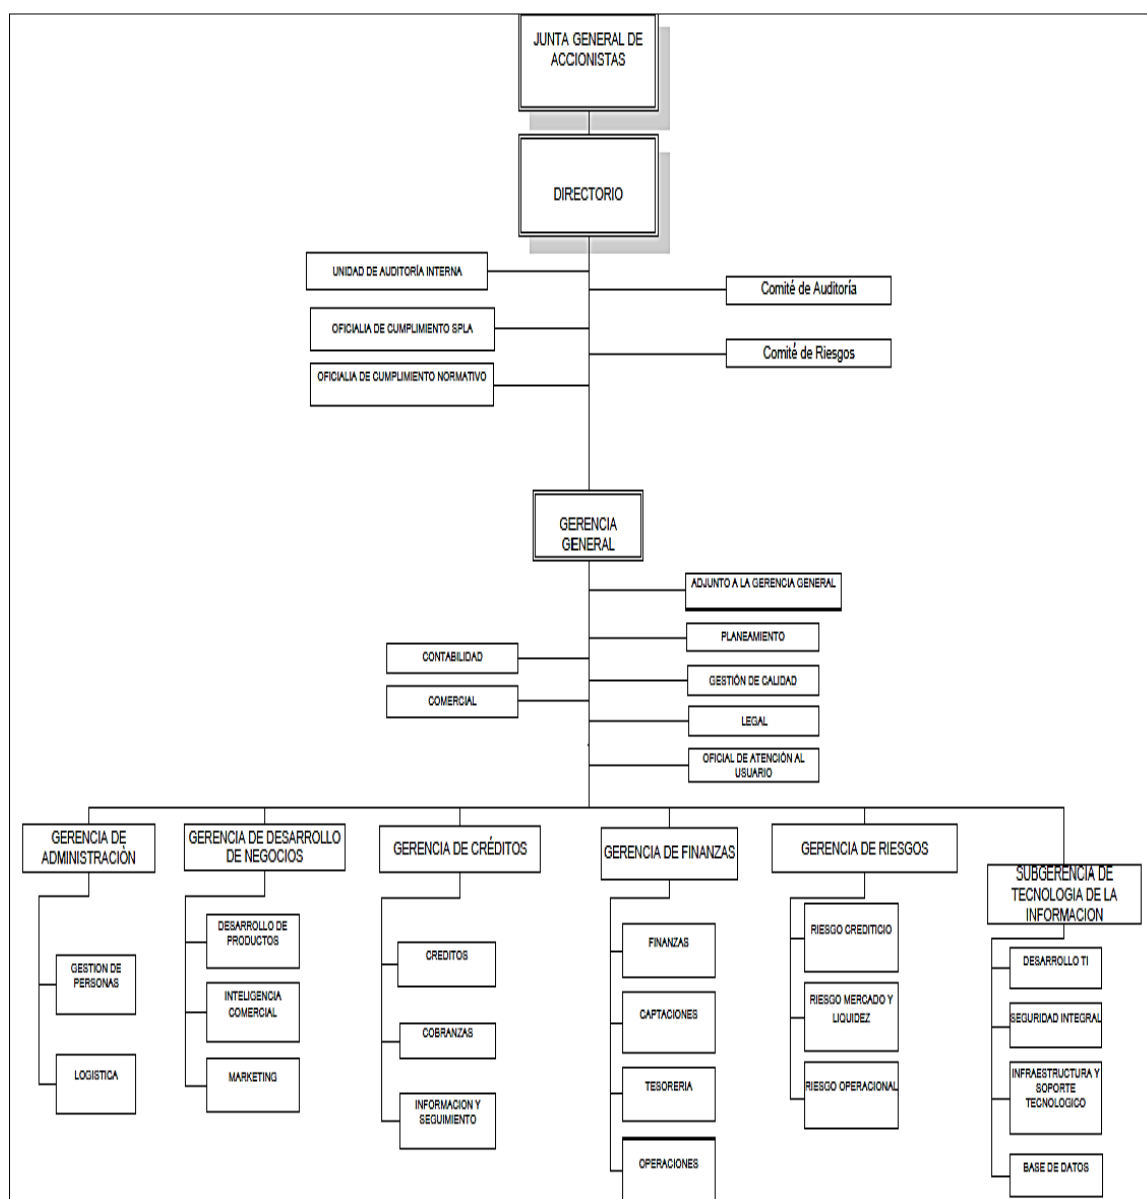 JUNTA GENERAL DE
ACCIONISTAS
DIRECTORIO
UNIDAD DE AUDITORÍA INTERNA
Comité de Auditoría
OFICIALIA DE CUMPLIMIENTO SPLA
Comité de Riesgos
OFICIALIA DE CUMPLIMIENTO NORMATIVO
GERENCIA
GENERAL
ADJUNTO A LA GERENCIA GENERAL
PLANEAMIENTO
CONTABILIDAD
GESTIÓN DE CALIDAD
COMERCIAL
LEGAL
OFICIAL DE ATENCIÓN AL
USUARIO
GERENCIA DE
ADMINISTRACIÒN
GESTION DE
PERSONAS
LOGISTICA
GERENCIA DE DESARROLLO
DE NEGOCIOS
DESARROLLO DE
PRODUCTOS
INTELIGENCIA
COMERCIAL
MARKETING
GERENCIA DE CRÉDITOS
CREDITOS
COBRANZAS
INFORMACION Y
SEGUIMIENTO
GERENCIA DE FINANZAS
FINANZAS
CAPTACIONES
TESORERIA
OPERACIONES
GERENCIA DE RIESGOS
RIESGO CREDITICIO
RIESGO MERCADO Y
LIQUIDEZ
RIESGO OPERACIONAL
SUBGERENCIA DE
TECNOLOGIA DE LA
INFORMACION
DESARROLLO TI
SEGURIDAD INTEGRAL
INFRAESTRUCTURA Y
SOPORTE
TECNOLOGICO
BASE DE DATOS